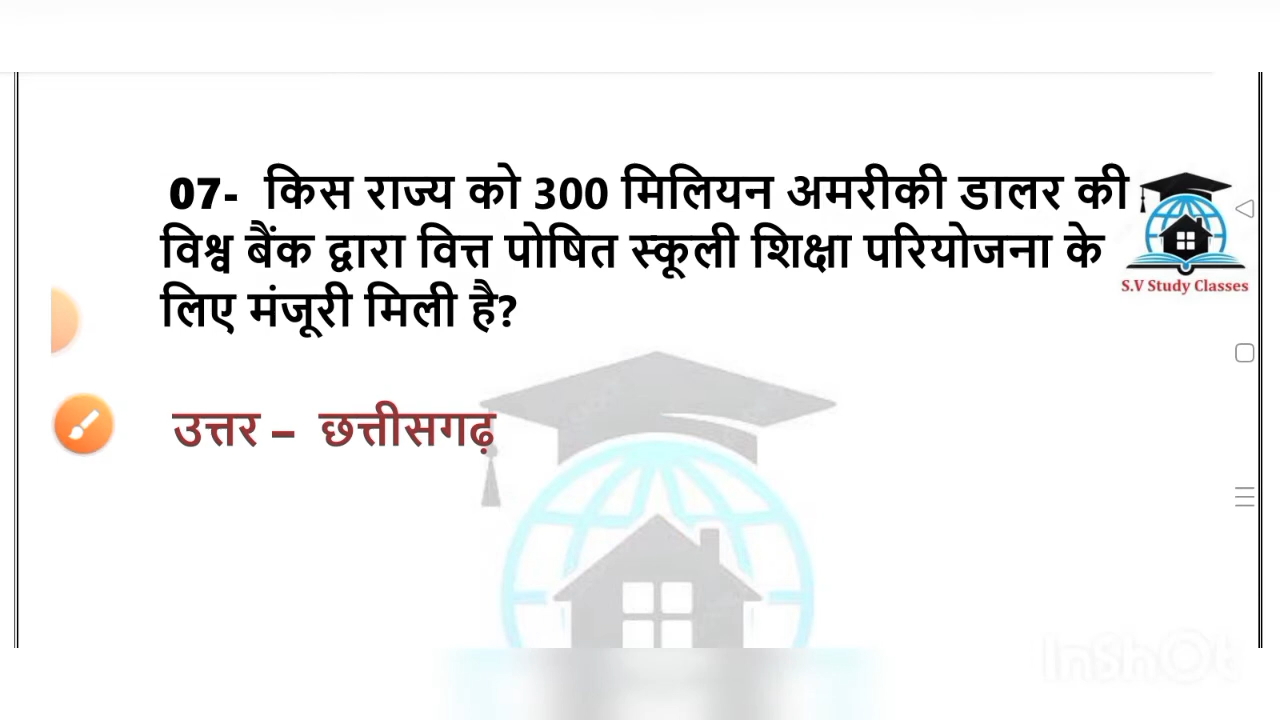 07- किस राज्य को 300 मिलियन अमरीकी डालर की
विश्व बैंक द्वारा वित्त पोषित स्कूली शिक्षा परियोजना के
लिए मंजूरी मिली है?
S.V Study Classes
उत्तर – छत्तीसगढ़
InShOt